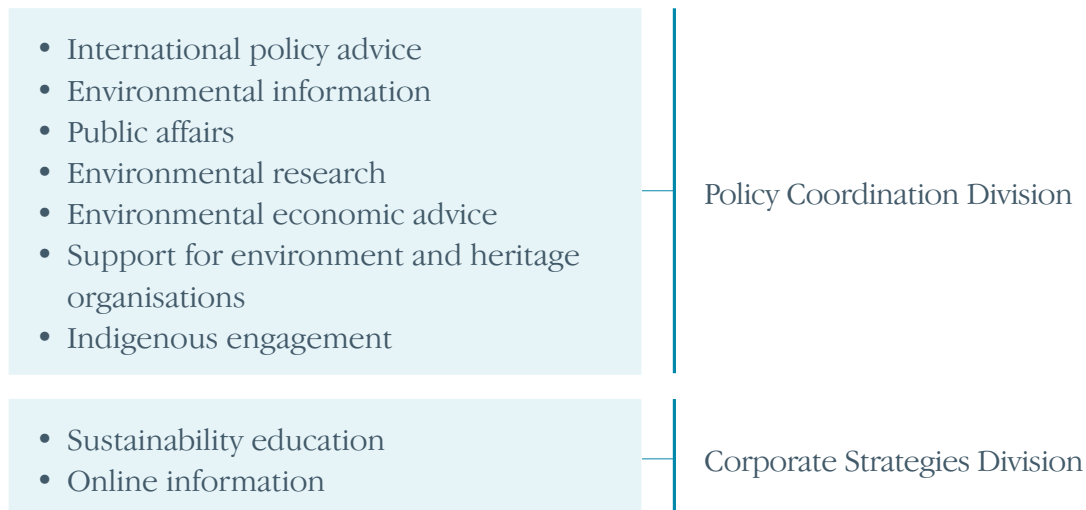 • International policy advice
• Environmental information
• Public affairs
• Environmental research
• Environmental economic advice
• Support for environment and heritage
organisations
• Indigenous engagement
Policy Coordination Division
• Sustainability education
• Online information
Corporate Strategies Division